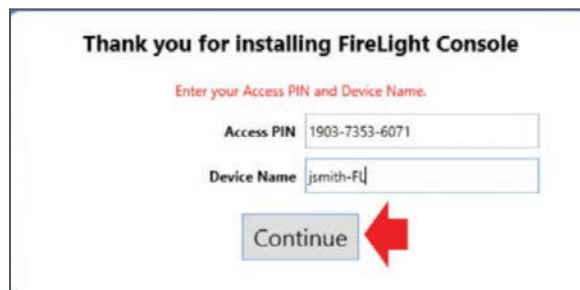 Thank you for installing FireLight Console
Enter your Access PIN and Device Name.
Access PIN 1903-7353-6071
Device Name jsmith-FL
Continue